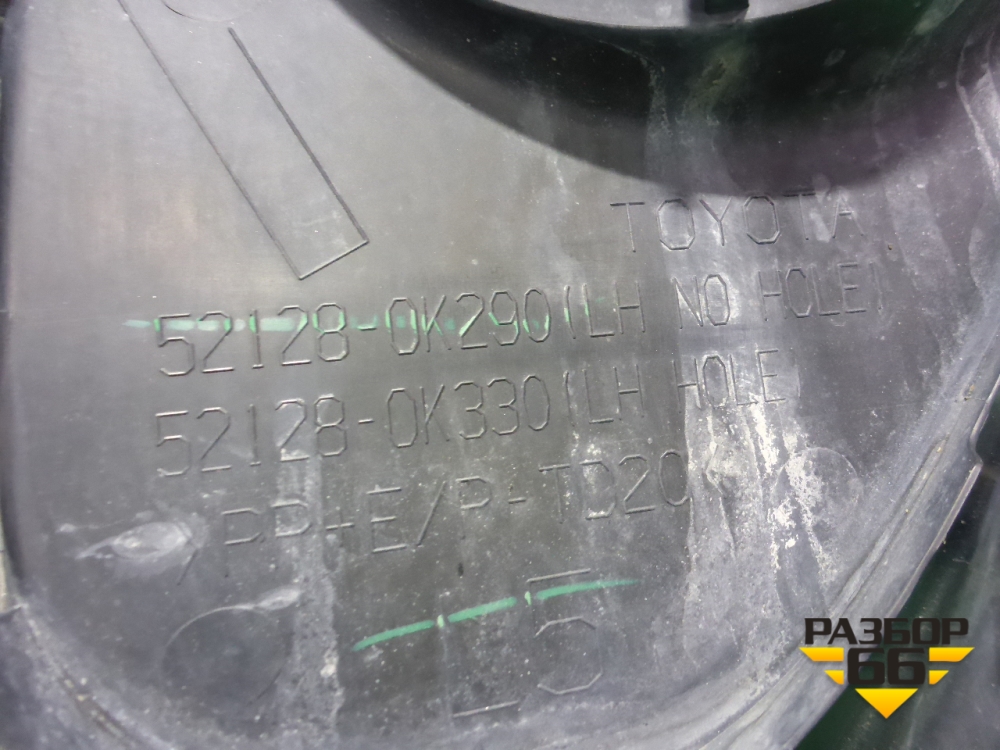 TOYOTA
52128-0K290(LH NO HOLE)
52128-0K330(LH HOLE)
>PP+E/P-TD20<
РАЗБОР
66